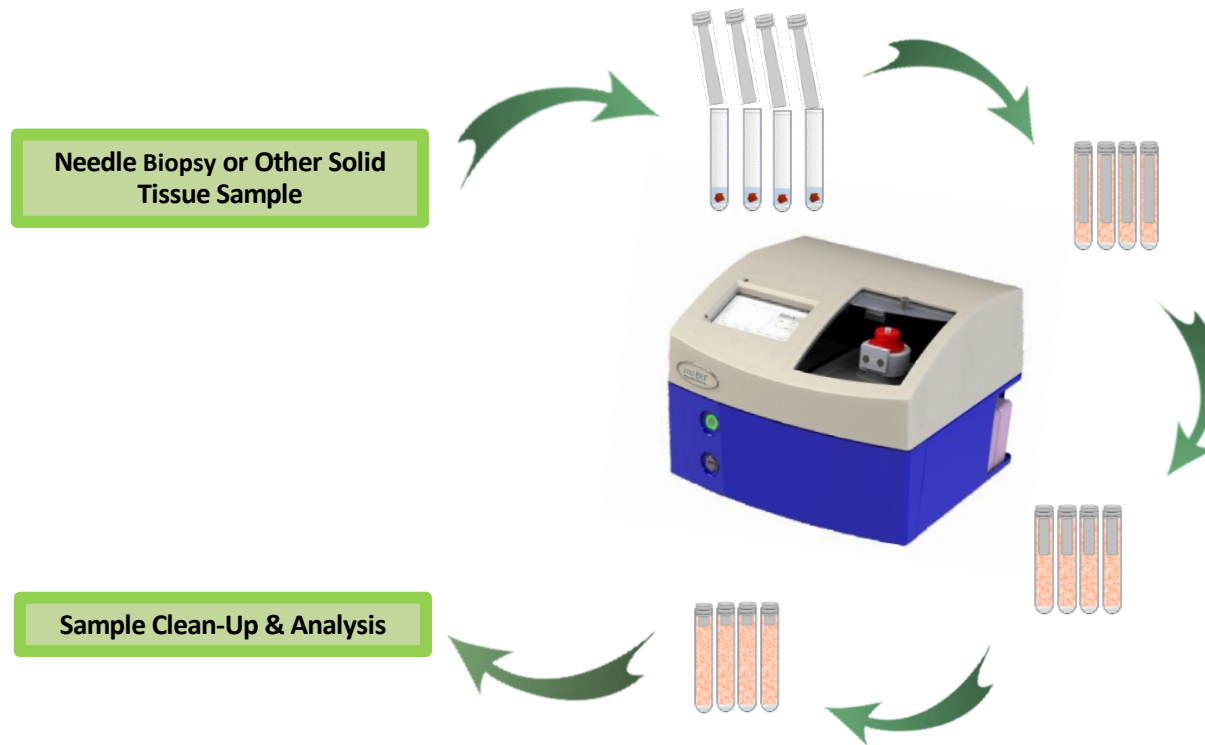 Needle Biopsy or Other Solid
Tissue Sample
Sample Clean-Up & Analysis